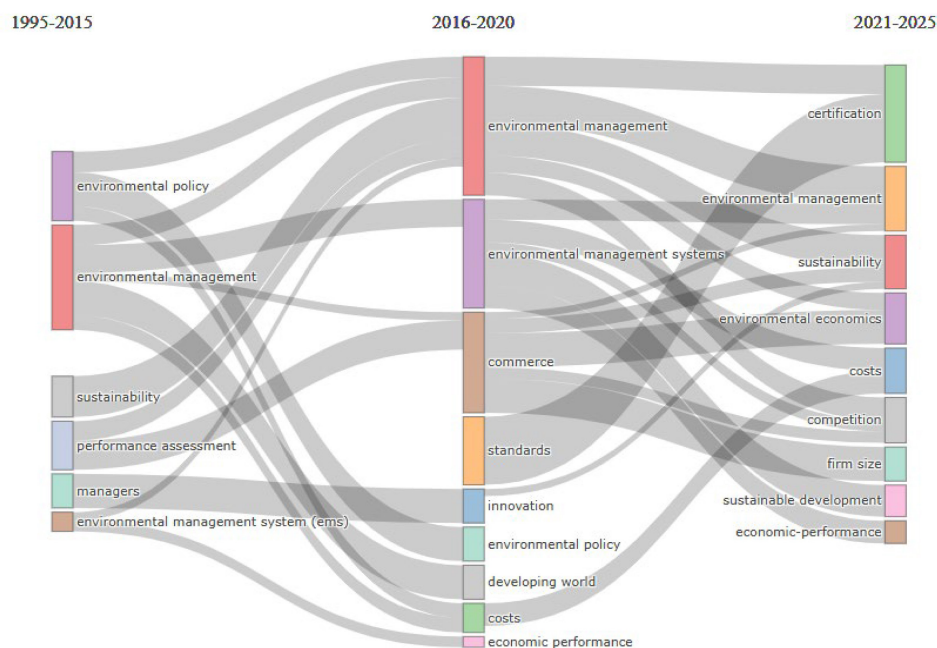 1995-2015
2016-2020
2021-2025
environmental policy
environmental management
sustainability
performance assessment
managers
environmental management system (ems)
environmental management
environmental management systems
commerce
standards
innovation
environmental policy
developing world
costs
economic performance
certification
environmental management
sustainability
environmental economics
costs
competition
firm size
sustainable development
economic-performance